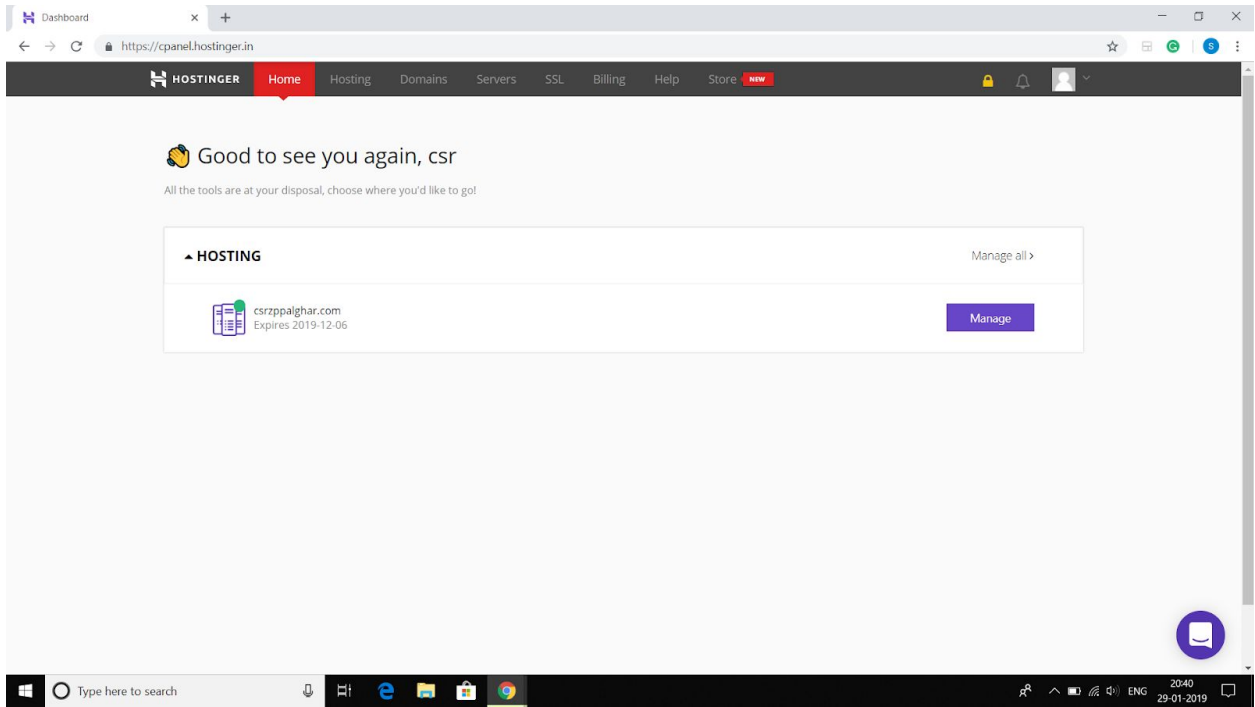 Dashboard
https://cpanel.hostinger.in
S
HOSTINGER Home Hosting Domains Servers SSL Billing Help Store NEW
Good to see you again, csr
All the tools are at your disposal, choose where you'd like to go!
HOSTING
Manage all
csrzppalghar.com
Expires 2019-12-06
Manage
Type here to search
ENG
20:40
29-01-2019